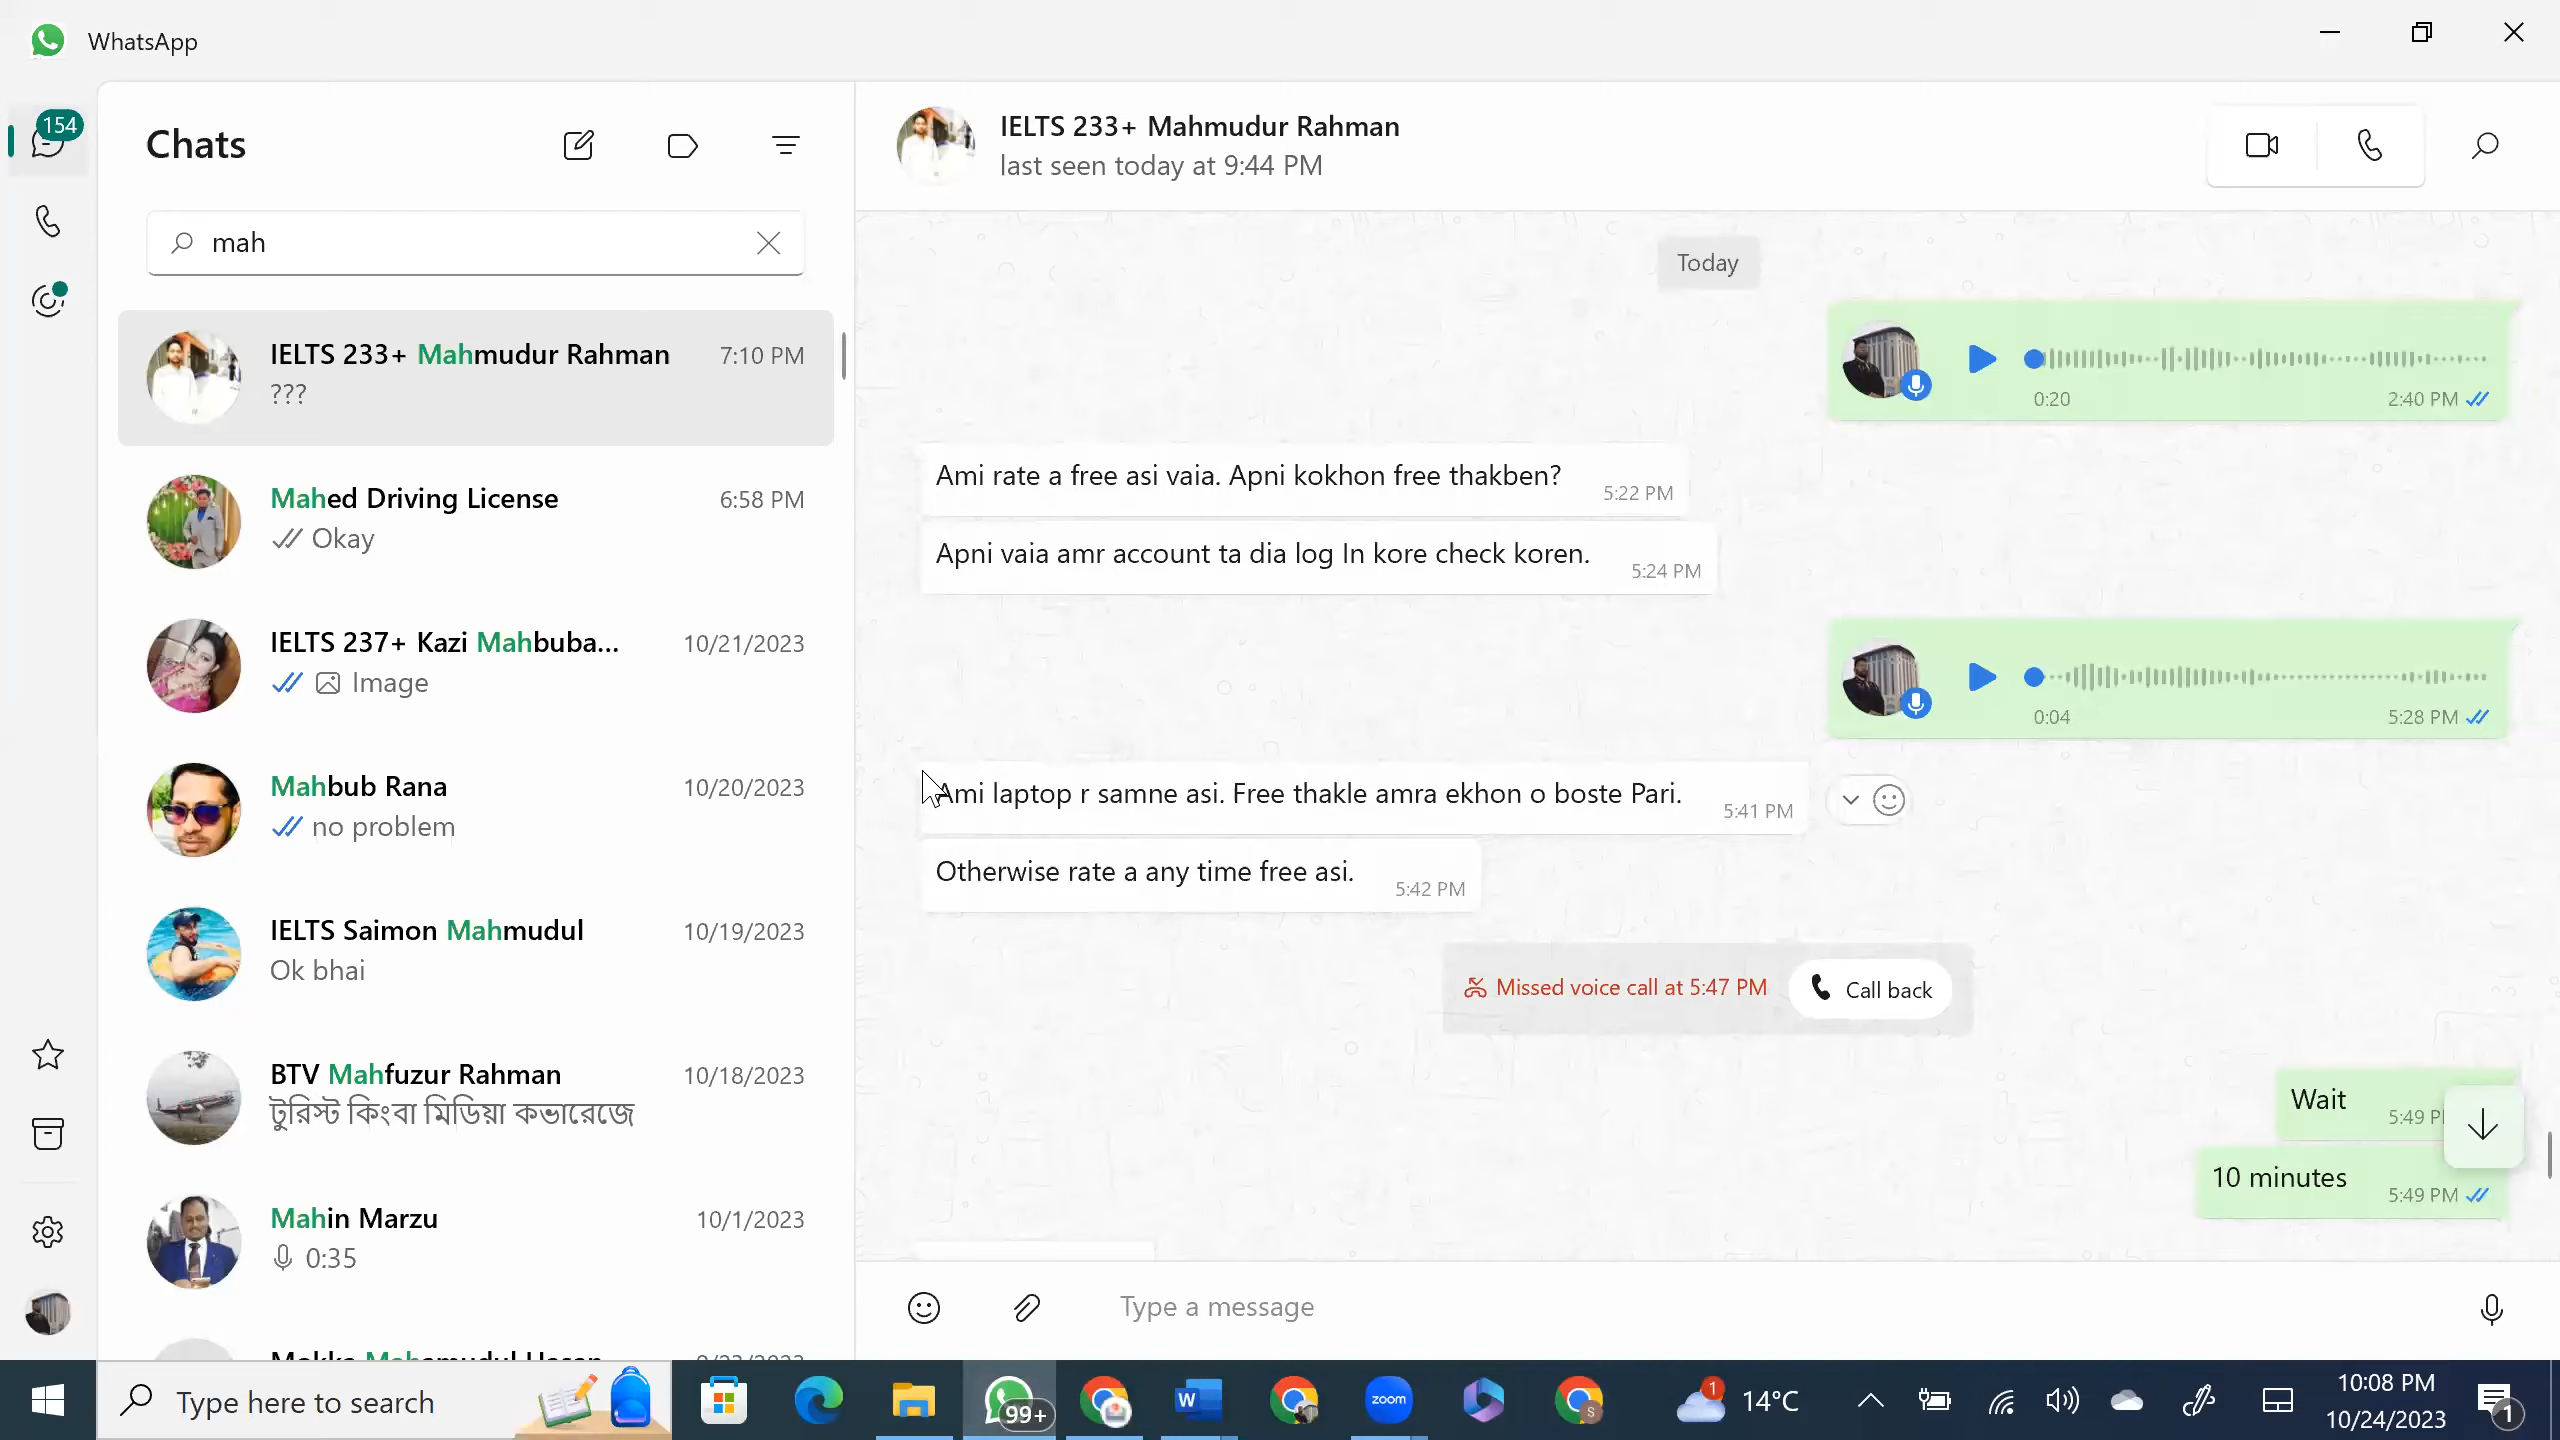 WhatsApp
154
Chats
mah
IELTS 233+ Mahmudur Rahman
7:10 PM
???
Mahed Driving License
6:58 PM
Okay
IELTS 237+ Kazi Mahbuba...
10/21/2023
Image
Mahbub Rana
10/20/2023
no problem
IELTS Saimon Mahmudul
10/19/2023
Ok bhai
BTV Mahfuzur Rahman
10/18/2023
টুরিস্ট কিংবা মিডিয়া কভারেজে
Mahin Marzu
10/1/2023
0:35
IELTS 233+ Mahmudur Rahman
last seen today at 9:44 PM
Today
0:20
2:40 PM
Ami rate a free asi vaia. Apni kokhon free thakben?
5:22 PM
Apni vaia amr account ta dia log In kore check koren.
5:24 PM
0:04
5:28 PM
Ami laptop r samne asi. Free thakle amra ekhon o boste Pari.
5:41 PM
Otherwise rate a any time free asi.
5:42 PM
Missed voice call at 5:47 PM
Call back
Wait
5:49
10 minutes
5:49 PM
Type a message
Type here to search
99+
W
zoom
S
1
14°C
10:08 PM
10/24/2023
1